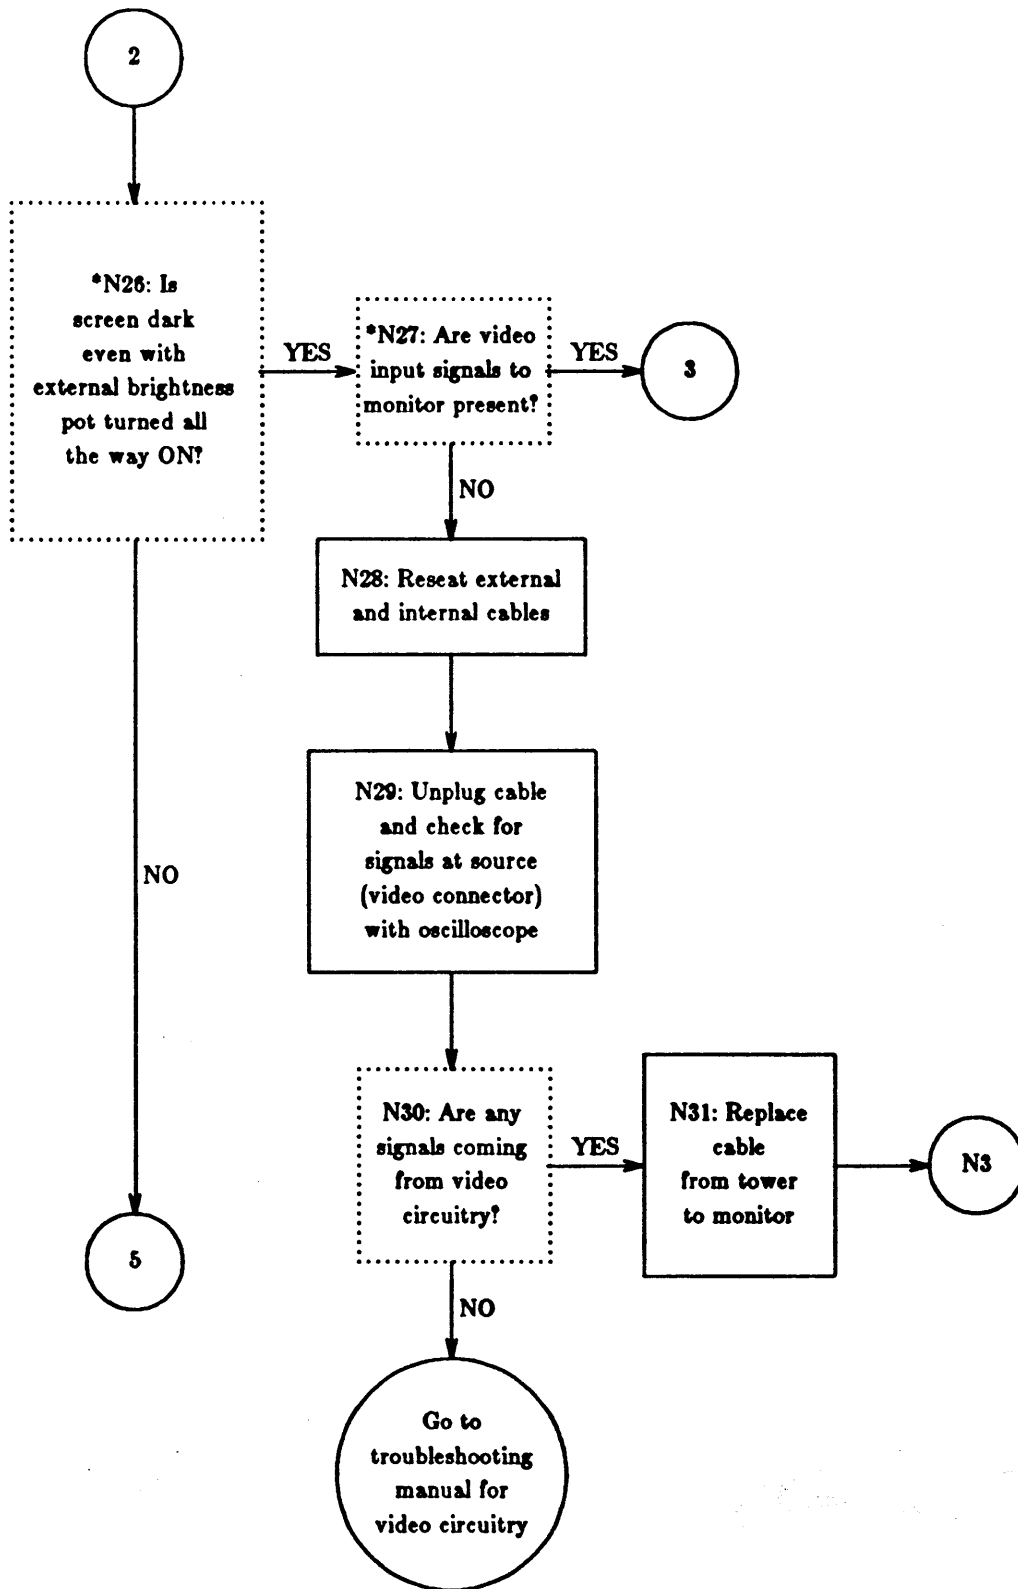 2
*N26: Is
screen dark
even with
external brightness
pot turned all
the way ON?
YES
*N27: Are video
input signals to
monitor present?
YES
3
NO
N28: Reseat external
and internal cables
N29: Unplug cable
and check for
signals at source
(video connector)
with oscilloscope
NO
N30: Are any
signals coming
from video
circuitry?
YES
N31: Replace
cable
from tower
to monitor
N3
5
NO
Go to
troubleshooting
manual for
video circuitry